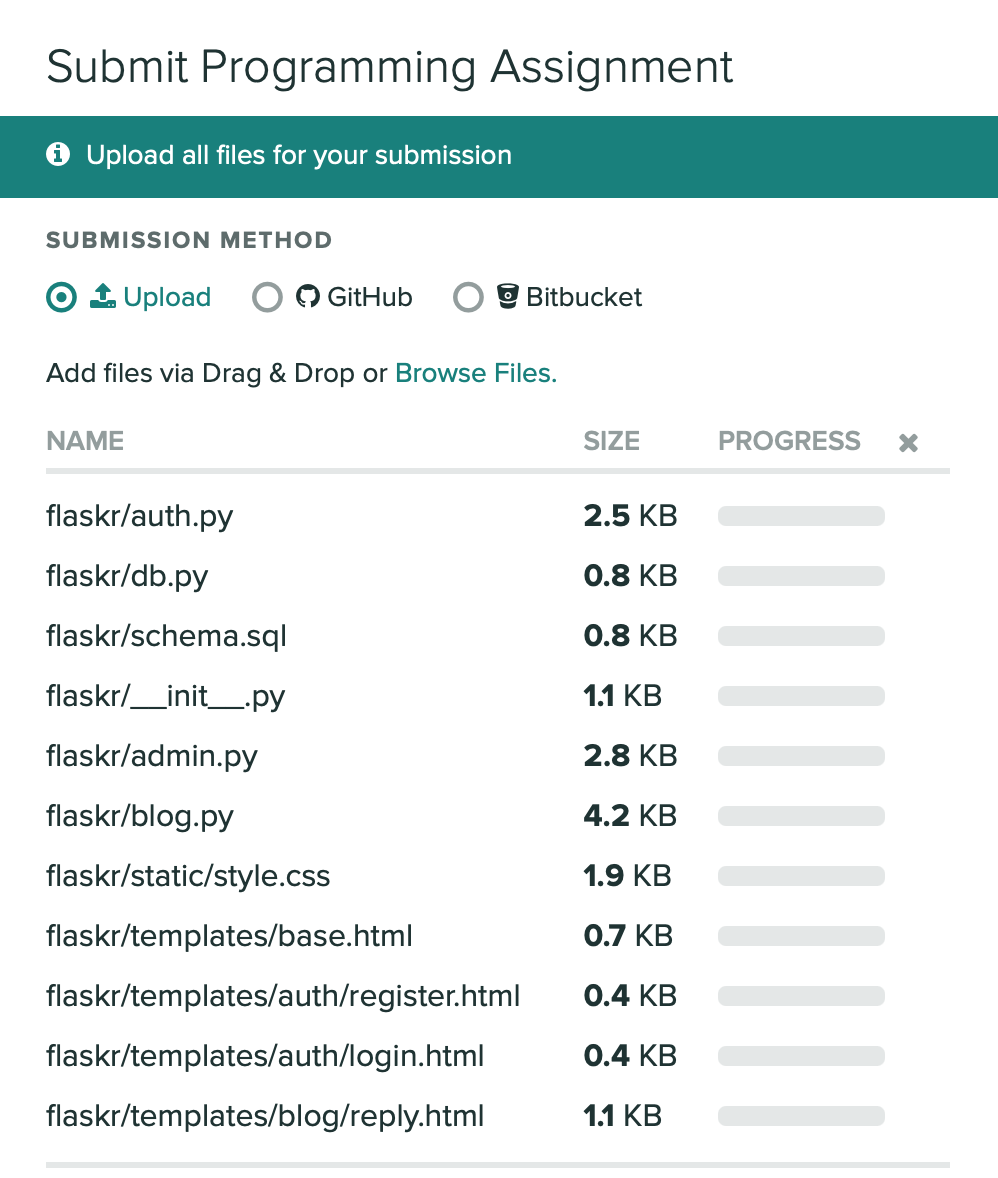 Submit Programming Assignment
Upload all files for your submission
SUBMISSION METHOD
Upload GitHub Bitbucket
Add files via Drag & Drop or Browse Files.
NAME SIZE PROGRESS
flaskr/auth.py 2.5 KB
flaskr/db.py 0.8 KB
flaskr/schema.sql 0.8 KB
flaskr/__init__.py 1.1 KB
flaskr/admin.py 2.8 KB
flaskr/blog.py 4.2 KB
flaskr/static/style.css 1.9 KB
flaskr/templates/base.html 0.7 KB
flaskr/templates/auth/register.html 0.4 KB
flaskr/templates/auth/login.html 0.4 KB
flaskr/templates/blog/reply.html 1.1 KB